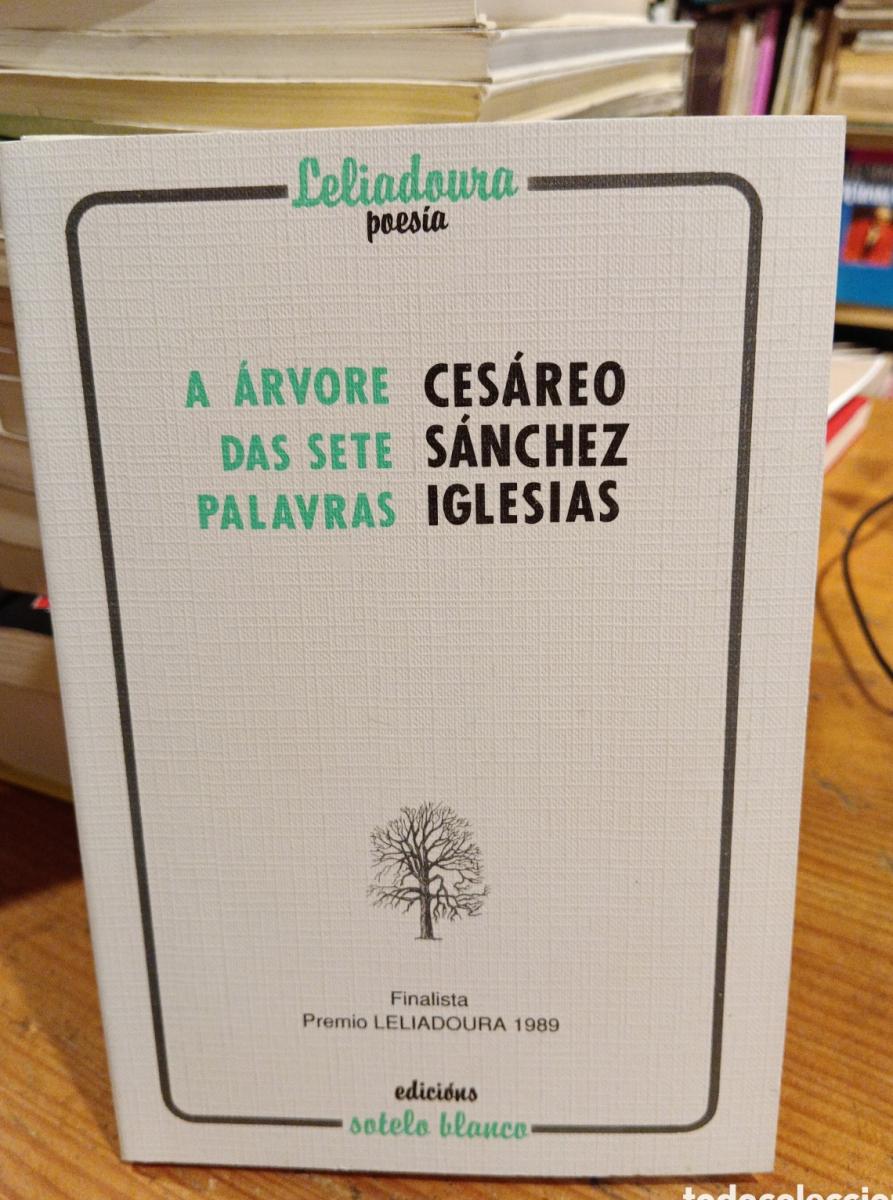 Leliadoura
poesía
A ÁRVORE
DAS SETE
PALAVRAS
CESÁREO
SÁNCHEZ
IGLESIAS
Finalista
Premio LELIADOURA 1989
edicións
sotelo blanco